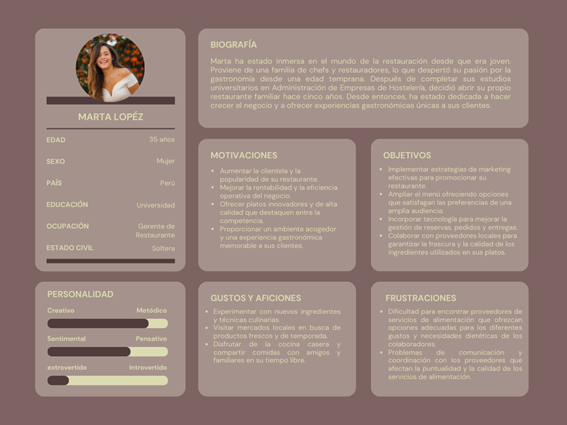 MARTA LOPÉZ
EDAD 35 años
SEXO Mujer
PAÍS Perú
EDUCACIÓN Universidad
OCUPACIÓN Gerente de
Restaurante
ESTADO CIVIL Soltera
PERSONALIDAD
Creativo Metódico
Sentimental Pensativo
extrovertido Introvertido
BIOGRAFÍA
Marta ha estado inmersa en el mundo de la restauración desde que era joven.
Proviene de una familia de chefs y restauradores, lo que despertó su pasión por la
gastronomía desde una edad temprana. Después de completar sus estudios
universitarios en Administración de Empresas de Hostelería, decidió abrir su propio
restaurante familiar hace cinco años. Desde entonces, ha estado dedicada a hacer
crecer el negocio y a ofrecer experiencias gastronómicas únicas a sus clientes.
MOTIVACIONES
• Aumentar la clientela y la
popularidad de su restaurante.
• Mejorar la rentabilidad y la eficiencia
operativa del negocio.
• Ofrecer platos innovadores y de alta
calidad que destaquen entre la
competencia.
• Proporcionar un ambiente acogedor
y una experiencia gastronómica
memorable a sus clientes.
OBJETIVOS
• Implementar estrategias de marketing
efectivas para promocionar su
restaurante.
• Ampliar el menú ofreciendo opciones
que satisfagan las preferencias de una
amplia audiencia.
• Incorporar tecnología para mejorar la
gestión de reservas, pedidos y entregas.
• Colaborar con proveedores locales para
garantizar la frescura y la calidad de los
ingredientes utilizados en sus platos.
GUSTOS Y AFICIONES
• Experimentar con nuevos ingredientes
y técnicas culinarias.
• Visitar mercados locales en busca de
productos frescos y de temporada.
• Disfrutar de la cocina casera y
compartir comidas con amigos y
familiares en su tiempo libre.
FRUSTRACIONES
• Dificultad para encontrar proveedores de
servicios de alimentación que ofrezcan
opciones adecuadas para los diferentes
gustos y necesidades dietéticas de los
colaboradores.
• Problemas de comunicación y
coordinación con los proveedores que
afectan la puntualidad y la calidad de los
servicios de alimentación.